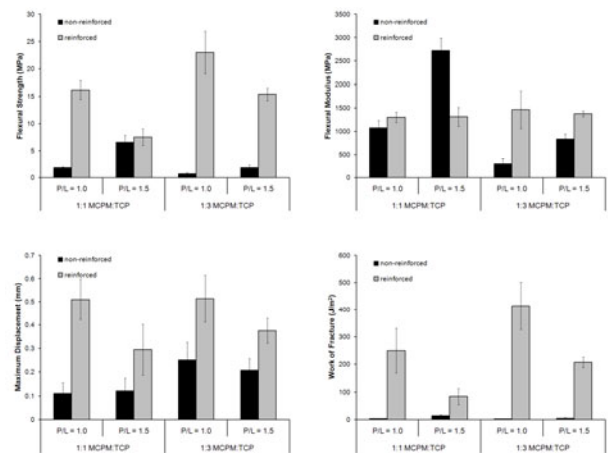 ■ non-reinforced
■ reinforced
Flexural Strength (MPa)
30
25
20
15
10
5
0
P/L = 1.0 P/L = 1.5 P/L = 1.0 P/L = 1.5
1:1 MCPM:TCP 1:3 MCPM:TCP
■ non-reinforced
■ reinforced
Flexural Modulus (MPa)
3500
3000
2500
2000
1500
1000
500
0
P/L = 1.0 P/L = 1.5 P/L = 1.0 P/L = 1.5
1:1 MCPM:TCP 1:3 MCPM:TCP
■ non-reinforced
■ reinforced
Maximum Displacement (mm)
0.7
0.6
0.5
0.4
0.3
0.2
0.1
0
P/L = 1.0 P/L = 1.5 P/L = 1.0 P/L = 1.5
1:1 MCPM:TCP 1:3 MCPM:TCP
■ non-reinforced
■ reinforced
Work of Fracture (J/m²)
600
500
400
300
200
100
0
P/L = 1.0 P/L = 1.5 P/L = 1.0 P/L = 1.5
1:1 MCPM:TCP 1:3 MCPM:TCP